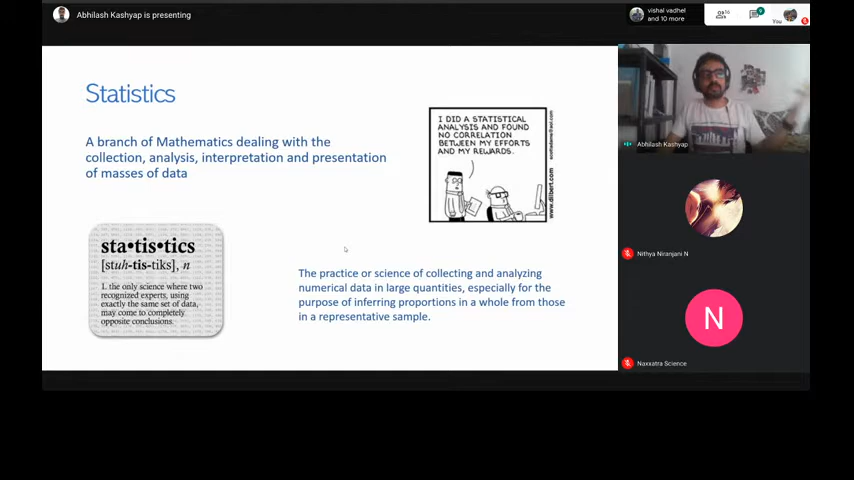 Abhilash Kashyap is presenting
vishal vadhel
and 10 more
You
Statistics
A branch of Mathematics dealing with the
collection, analysis, interpretation and presentation
of masses of data
I DID A STATISTICAL
ANALYSIS AND FOUND
NO CORRELATION
BETWEEN MY EFFORTS
AND MY REWARDS.
www.dilbert.com
sta•tis•tics
[stuh-tis-tiks], n
1. the only science where two
recognized experts, using
exactly the same set of data,
may come to completely
opposite conclusions.
The practice or science of collecting and analyzing
numerical data in large quantities, especially for the
purpose of inferring proportions in a whole from those
in a representative sample.
Abhilash Kashyap
Nithya Niranjani N
N
Naxxatra Science